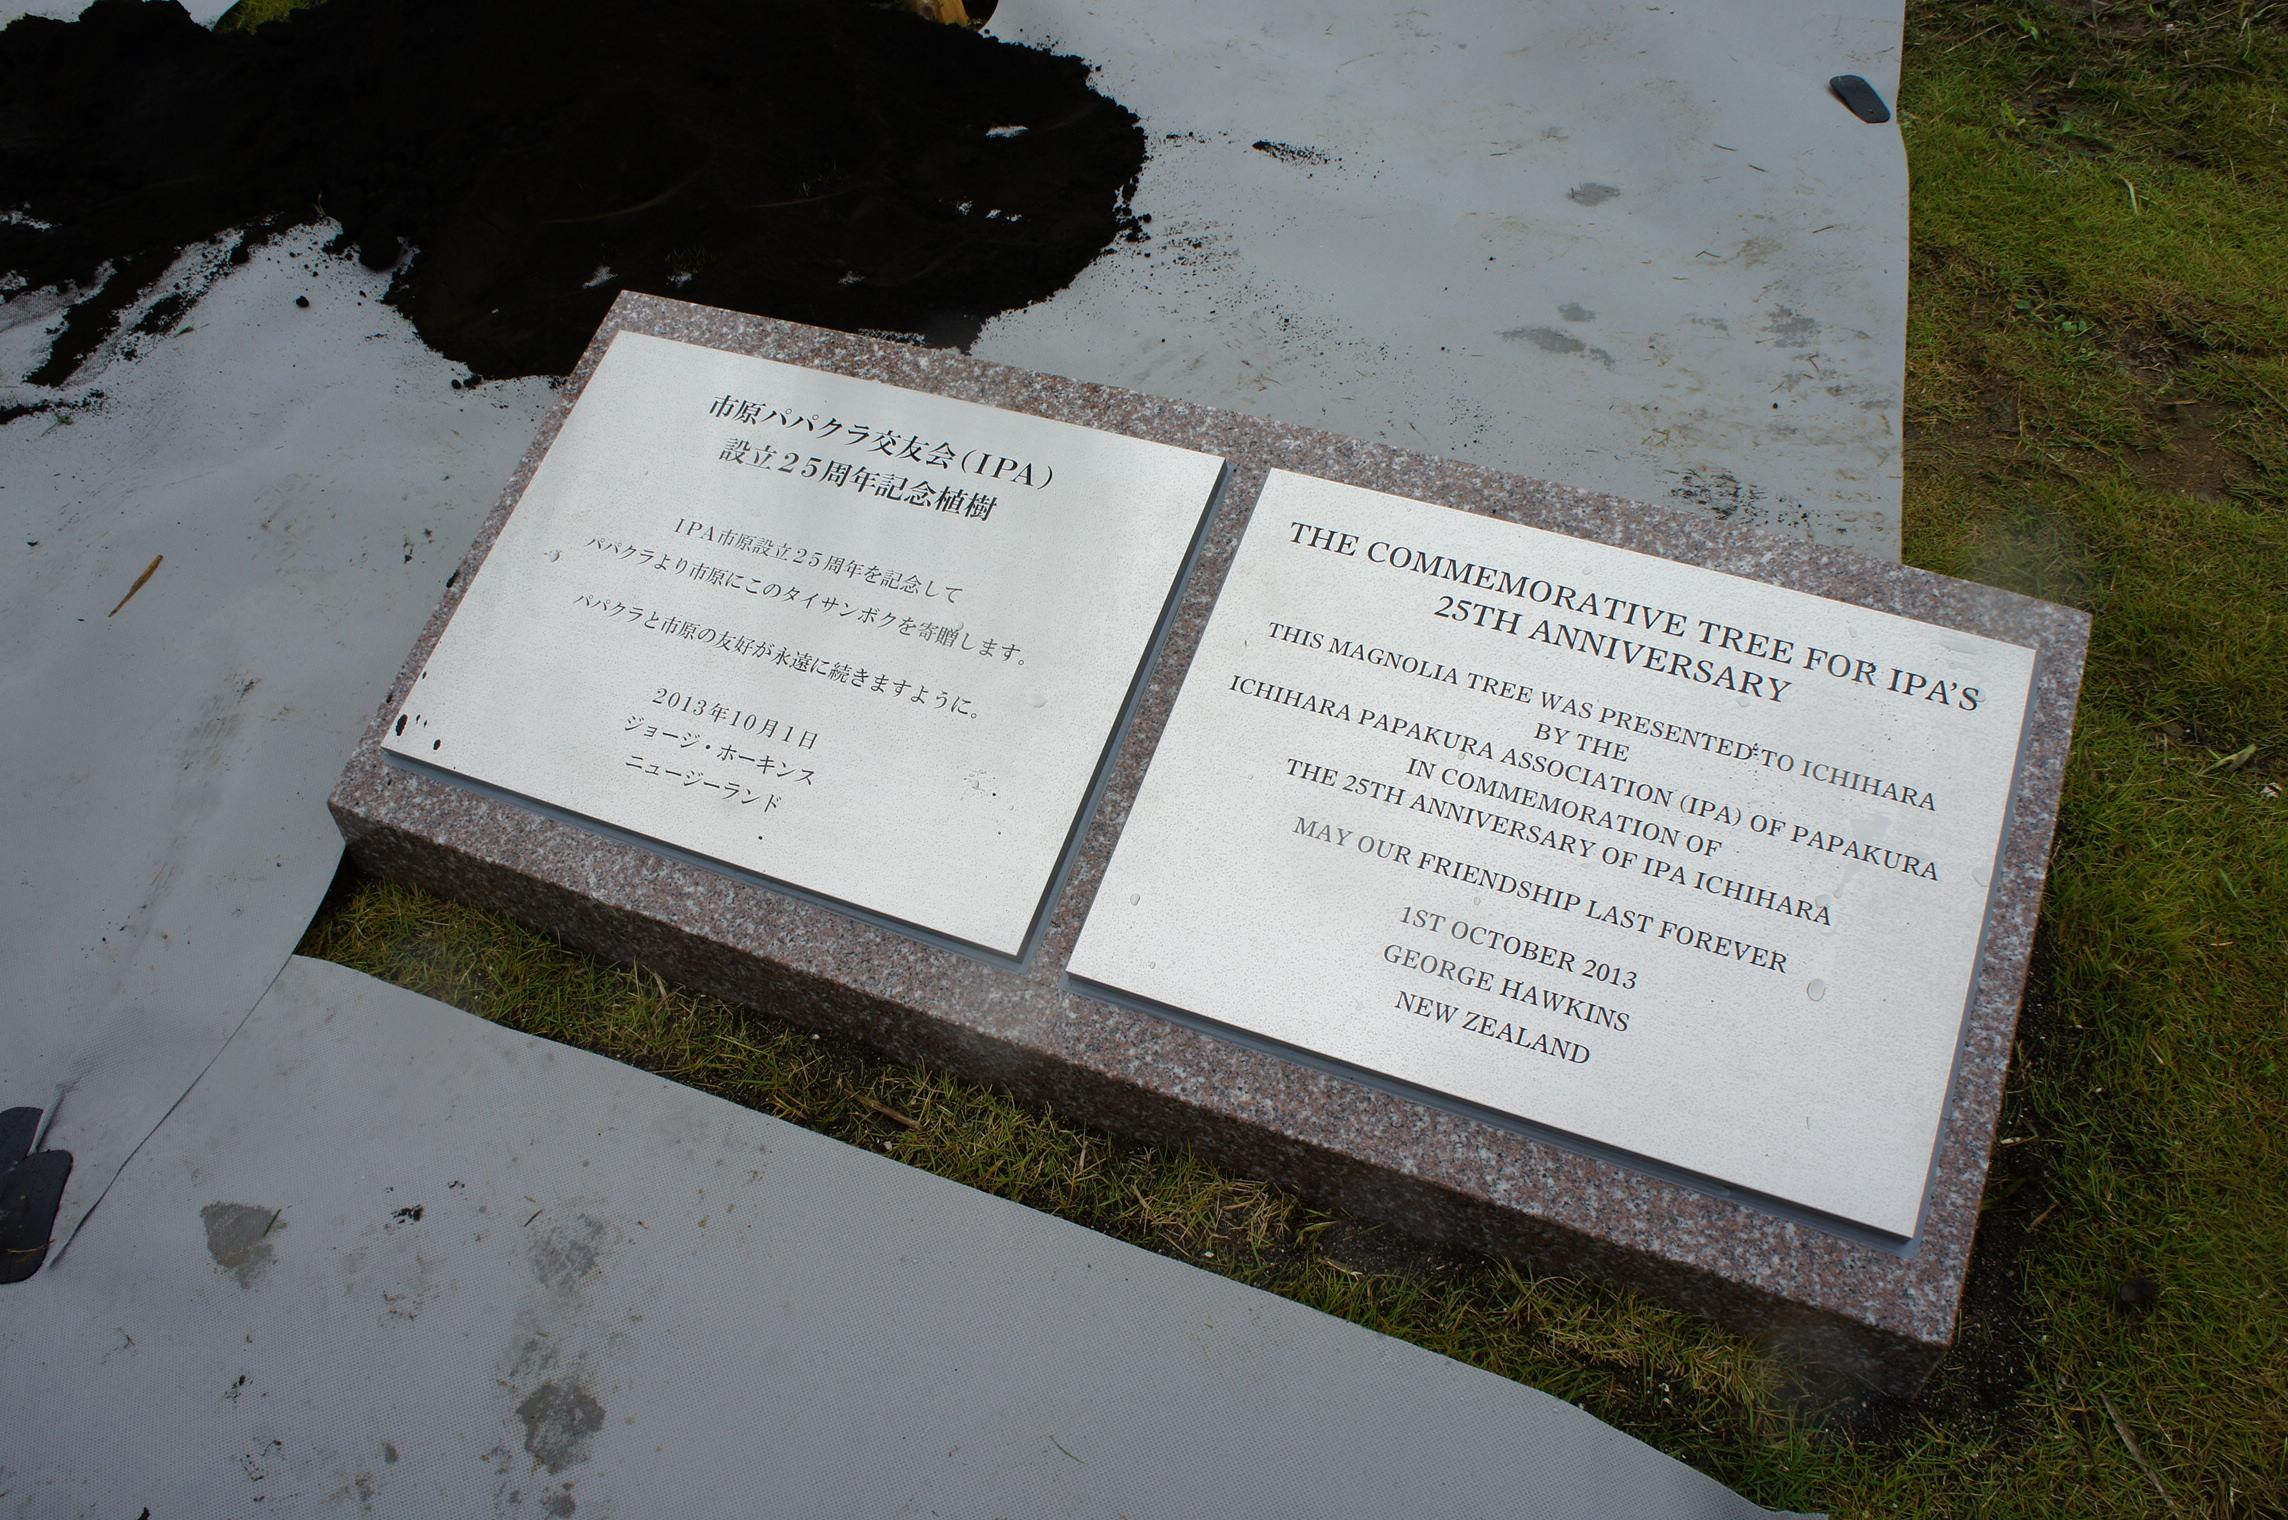 市原パパクラ交友会(IPA)
設立25周年記念植樹
IPA市原設立25周年を記念して
パパクラより市原にこのタイサンボクを寄贈します。
パパクラと市原の友好が永遠に続きますように。
2013年10月1日
ジョージ・ホーキンス
ニュージーランド
THE COMMEMORATIVE TREE FOR IPA'S
25TH ANNIVERSARY
THIS MAGNOLIA TREE WAS PRESENTED TO ICHIHARA
BY THE
ICHIHARA PAPAKURA ASSOCIATION (IPA) OF PAPAKURA
IN COMMEMORATION OF
THE 25TH ANNIVERSARY OF IPA ICHIHARA
MAY OUR FRIENDSHIP LAST FOREVER
1ST OCTOBER 2013
GEORGE HAWKINS
NEW ZEALAND